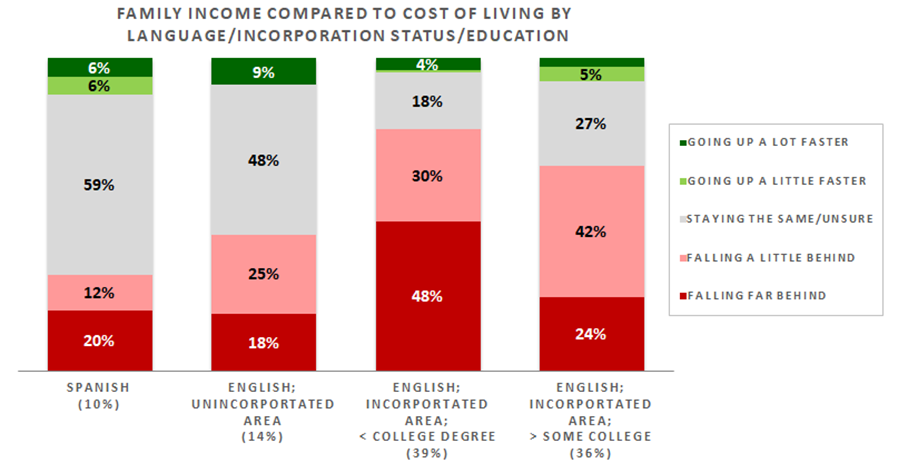 FAMILY INCOME COMPARED TO COST OF LIVING BY
LANGUAGE/INCORPORATION STATUS/EDUCATION
6%
6%
59%
12%
20%
9%
48%
25%
18%
4%
18%
30%
48%
5%
27%
42%
24%
GOING UP A LOT FASTER
GOING UP A LITTLE FASTER
STAYING THE SAME/UNSURE
FALLING A LITTLE BEHIND
FALLING FAR BEHIND
SPANISH
(10%)
ENGLISH;
UNINCORPORTATED
AREA
(14%)
ENGLISH;
INCORPORTATED
AREA;
< COLLEGE DEGREE
(39%)
ENGLISH;
INCORPORTATED
AREA;
> SOME COLLEGE
(36%)